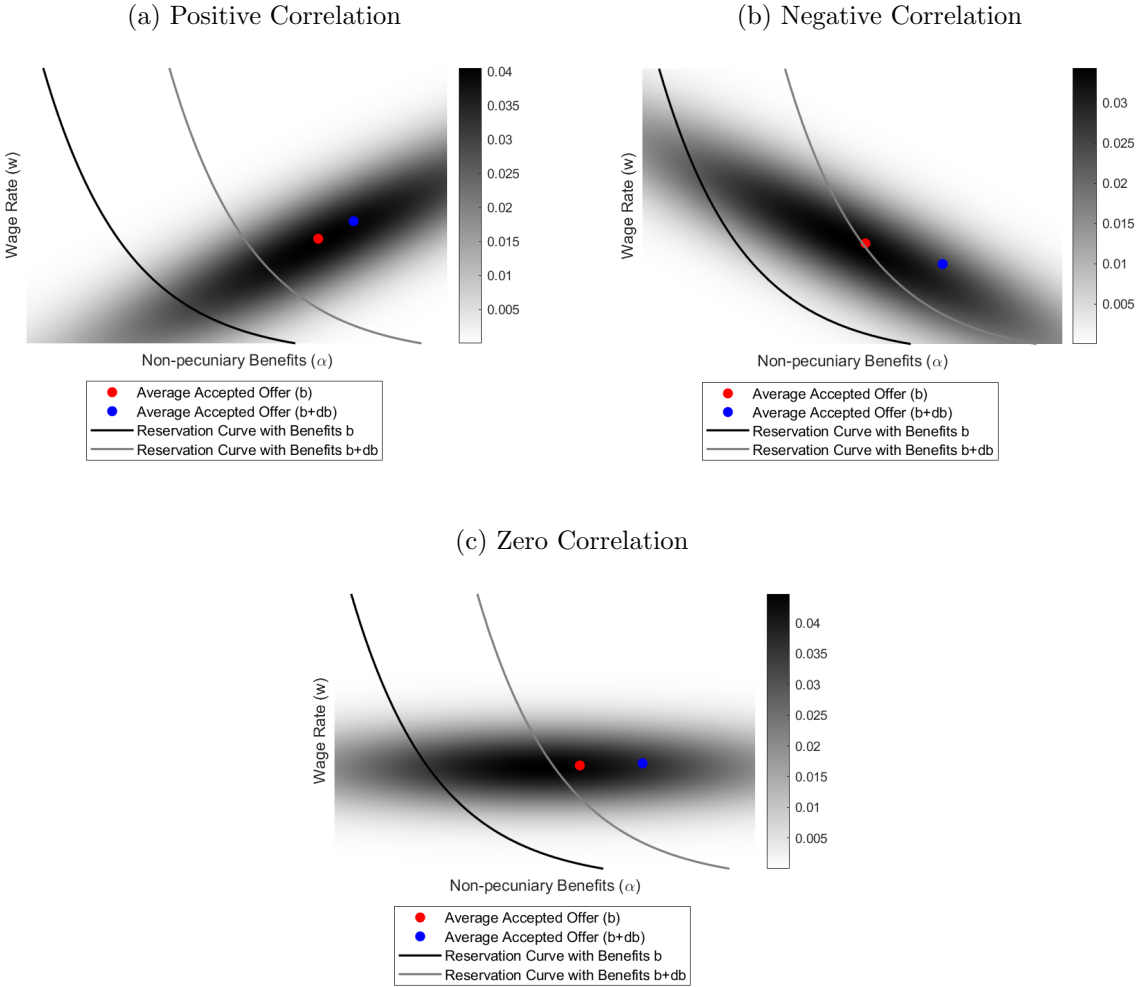 (a) Positive Correlation
Wage Rate (w)
0.04
0.035
0.03
0.025
0.02
0.015
0.01
0.005
Non-pecuniary Benefits (α)
Average Accepted Offer (b)
Average Accepted Offer (b+db)
Reservation Curve with Benefits b
Reservation Curve with Benefits b+db
(b) Negative Correlation
Wage Rate (w)
0.03
0.025
0.02
0.015
0.01
0.005
Non-pecuniary Benefits (α)
Average Accepted Offer (b)
Average Accepted Offer (b+db)
Reservation Curve with Benefits b
Reservation Curve with Benefits b+db
(c) Zero Correlation
Wage Rate (w)
0.04
0.035
0.03
0.025
0.02
0.015
0.01
0.005
Non-pecuniary Benefits (α)
Average Accepted Offer (b)
Average Accepted Offer (b+db)
Reservation Curve with Benefits b
Reservation Curve with Benefits b+db